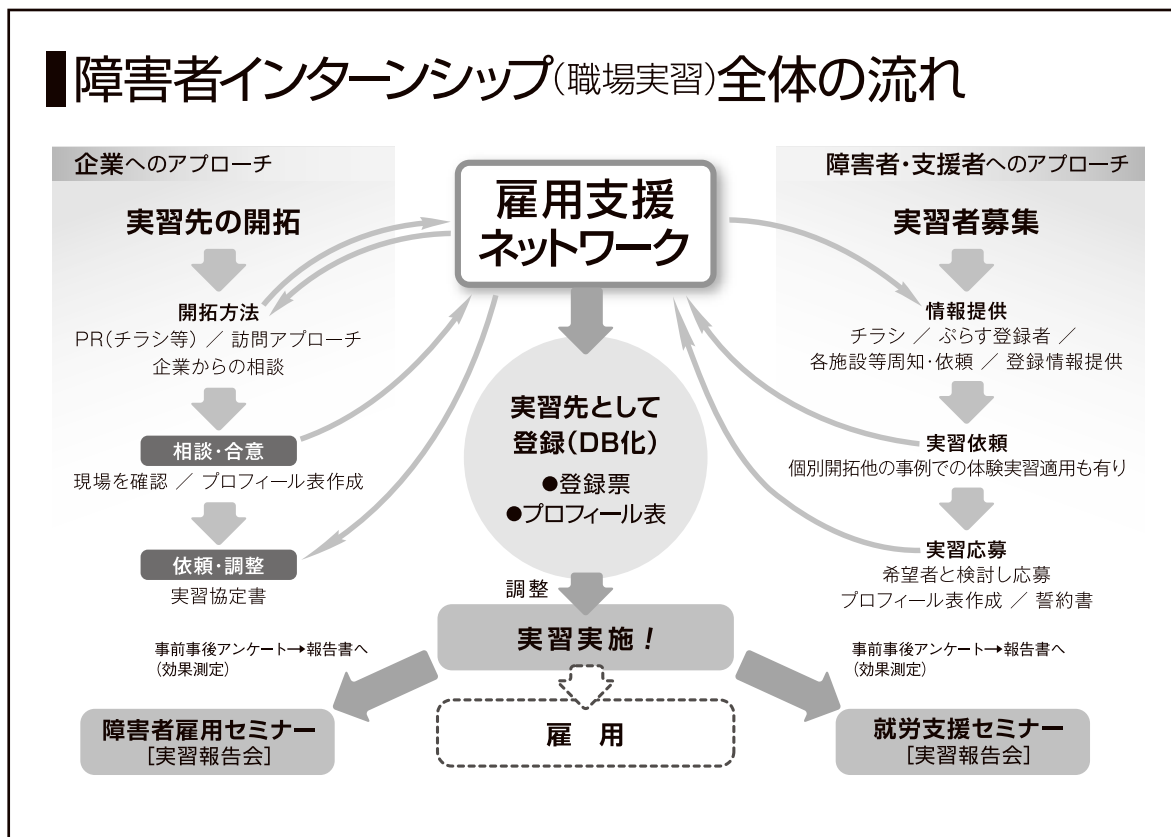 障害者インターンシップ(職場実習)全体の流れ
企業へのアプローチ
実習先の開拓
開拓方法
PR(チラシ等) / 訪問アプローチ
企業からの相談
相談・合意
現場を確認 / プロフィール表作成
依頼・調整
実習協定書
事前事後アンケート→報告書へ
(効果測定)
障害者雇用セミナー
[実習報告会]
雇用支援
ネットワーク
実習先として
登録(DB化)
●登録票
●プロフィール表
調整
実習実施！
雇 用
障害者・支援者へのアプローチ
実習者募集
情報提供
チラシ / ぷらす登録者 /
各施設等周知・依頼 / 登録情報提供
実習依頼
個別開拓他の事例での体験実習適用も有り
実習応募
希望者と検討し応募
プロフィール表作成 / 誓約書
事前事後アンケート→報告書へ
(効果測定)
就労支援セミナー
[実習報告会]